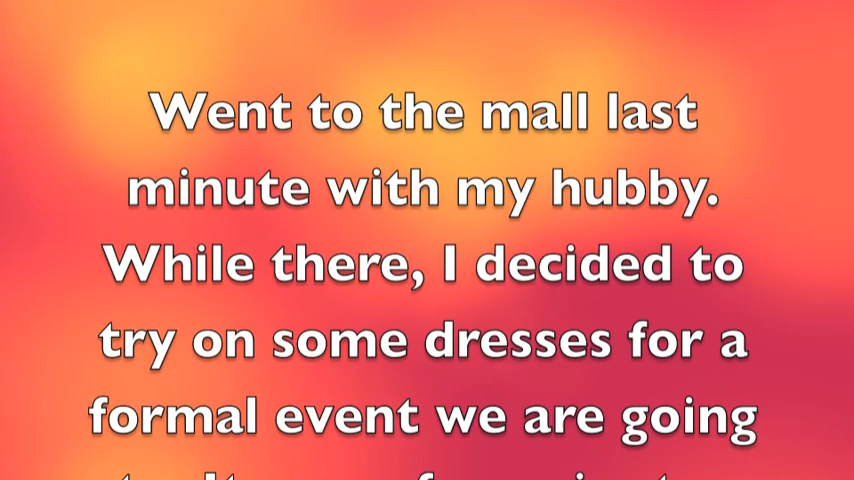 Went to the mall last
minute with my hubby.
While there, I decided to
try on some dresses for a
formal event we are going